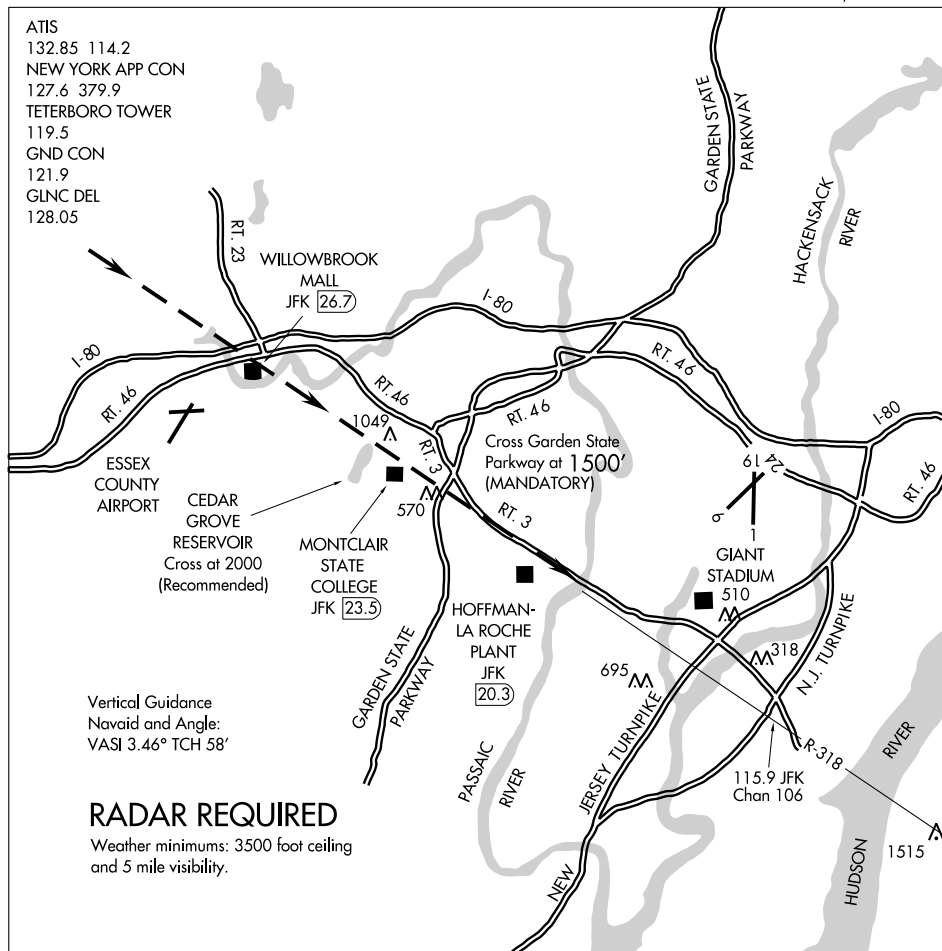 ATIS
132.85 114.2
NEW YORK APP CON
127.6 379.9
TETERBORO TOWER
119.5
GND CON
121.9
GLNC DEL
128.05
GARDEN STATE
PARKWAY
HACKENSACK
RIVER
RT. 23
WILLOWBROOK
MALL
JFK 26.7
I-80
I-80
RT. 46
RT. 46
RT. 46
RT. 46
I-80
RT. 46
1049
RT. 3
Cross Garden State
Parkway at 1500'
(MANDATORY)
ESSEX
COUNTY
AIRPORT
CEDAR
GROVE
RESERVOIR
Cross at 2000
(Recommended)
570
MONTCLAIR
STATE
COLLEGE
JFK 23.5
RT. 3
19
24
6
1
GIANT
STADIUM
510
HOFFMAN-
LA ROCHE
PLANT
JFK
20.3
GARDEN STATE
PARKWAY
695
318
N.J. TURNPIKE
Vertical Guidance
Navaid and Angle:
VASI 3.46° TCH 58'
PASSAIC
RIVER
NEW
JERSEY TURNPIKE
R-318
115.9 JFK
Chan 106
HUDSON
RIVER
1515
RADAR REQUIRED
Weather minimums: 3500 foot ceiling
and 5 mile visibility.